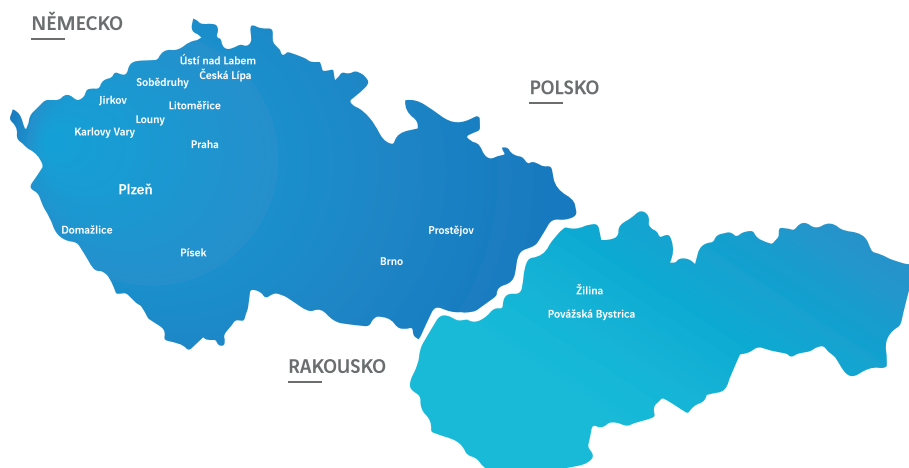 NĚMECKO
Ústí nad Labem
Česká Lípa
Sobědruhy
POLSKO
Jirkov
Litoměřice
Louny
Karlovy Vary
Praha
Plzeň
Domažlice
Prostějov
Písek
Brno
Žilina
Povážská Bystrica
RAKOUSKO